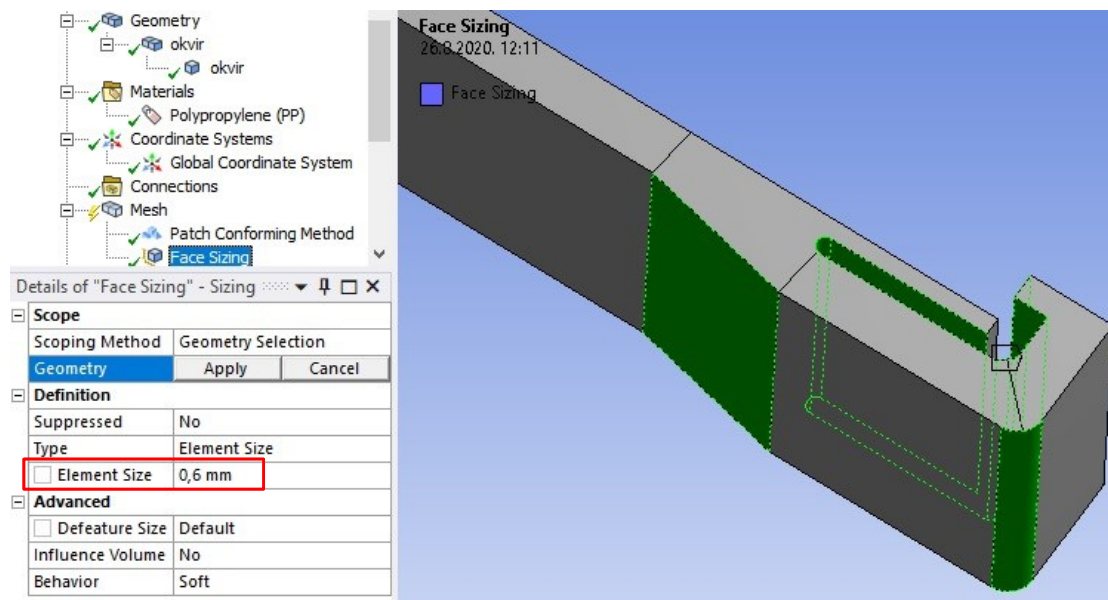 Geometry
okvir
okvir
Materials
Polypropylene (PP)
Coordinate Systems
Global Coordinate System
Connections
Mesh
Patch Conforming Method
Face Sizing
Details of "Face Sizing" - Sizing
Scope
Scoping Method Geometry Selection
Geometry Apply Cancel
Definition
Suppressed No
Type Element Size
Element Size 0,6 mm
Advanced
Defeature Size Default
Influence Volume No
Behavior Soft
Face Sizing
26.8.2020. 12:11
Face Sizing